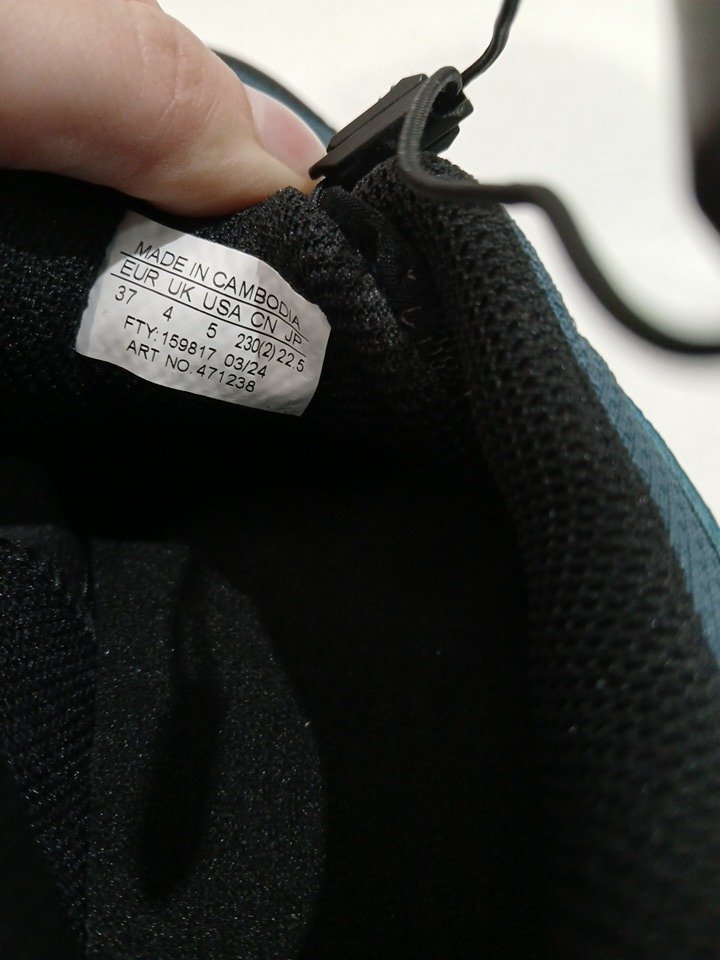 MADE IN CAMBODIA
EUR UK USA CN JP
37 4 5 230(2) 22.5
FTY:159817 03/24
ART NO.471238